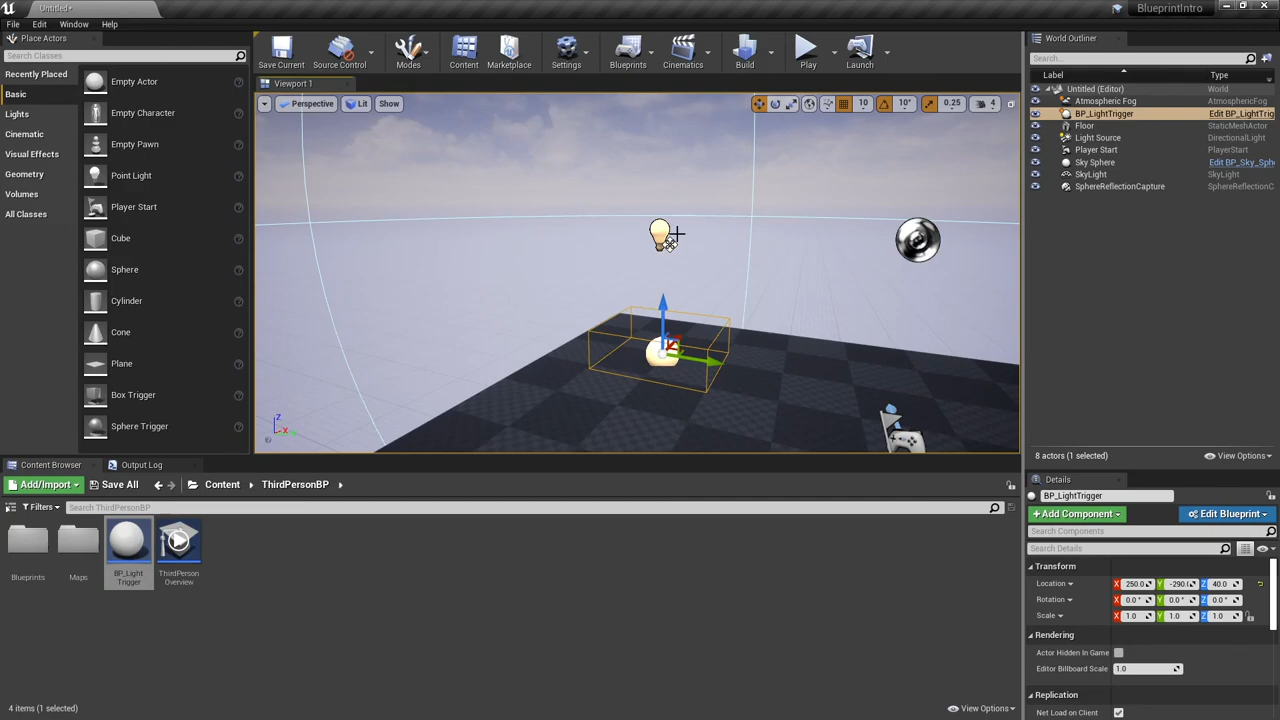 Untitled*
BlueprintIntro
File Edit Window Help
Place Actors
Search Classes
Recently Placed
Basic
Lights
Cinematic
Visual Effects
Geometry
Volumes
All Classes
Empty Actor
Empty Character
Empty Pawn
Point Light
Player Start
Cube
Sphere
Cylinder
Cone
Plane
Box Trigger
Sphere Trigger
Save Current Source Control Modes Content Marketplace Settings Blueprints Cinematics Build Play Launch
Viewport 1
Perspective Lit Show
10 10° 0.25 4
Z
X
World Outliner
Search...
Label Type
Untitled (Editor) World
Atmospheric Fog AtmosphericFog
BP_LightTrigger Edit BP_LightTrig
Floor StaticMeshActor
Light Source DirectionalLight
Player Start PlayerStart
Sky Sphere Edit BP_Sky_Sph
SkyLight SkyLight
SphereReflectionCapture SphereReflectionC
8 actors (1 selected) View Options
Content Browser Output Log
Add/Import Save All Content ThirdPersonBP
Filters Search ThirdPersonBP
Blueprints
Maps
BP_Light
Trigger
ThirdPerson
Overview
4 items (1 selected) View Options
Details
BP_LightTrigger
+Add Component Edit Blueprint
Search Components
Search Details
Transform
Location X 250.0 Y -290.( Z 40.0
Rotation X 0.0 ° Y 0.0 ° Z 0.0 °
Scale X 1.0 Y 1.0 Z 1.0
Rendering
Actor Hidden In Game
Editor Billboard Scale 1.0
Replication
Net Load on Client